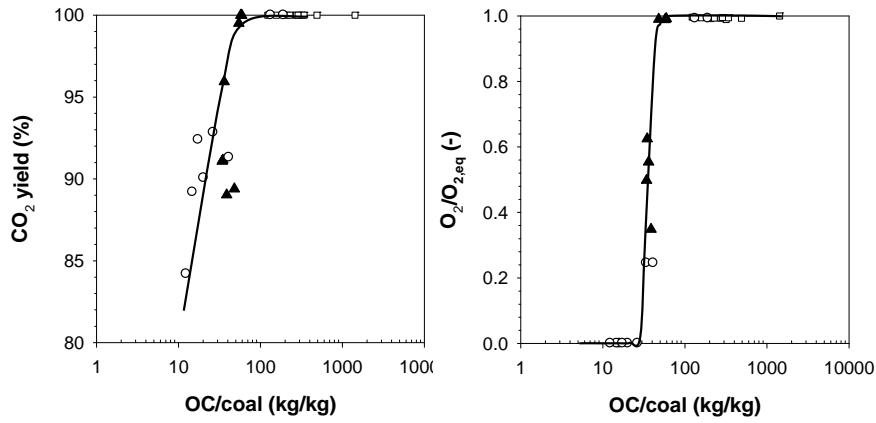 CO₂ yield (%)
100
95
90
85
80
1 10 100 1000 1000
OC/coal (kg/kg)
O₂/O₂,eq (-)
1.0
0.8
0.6
0.4
0.2
0.0
1 10 100 1000 10000
OC/coal (kg/kg)